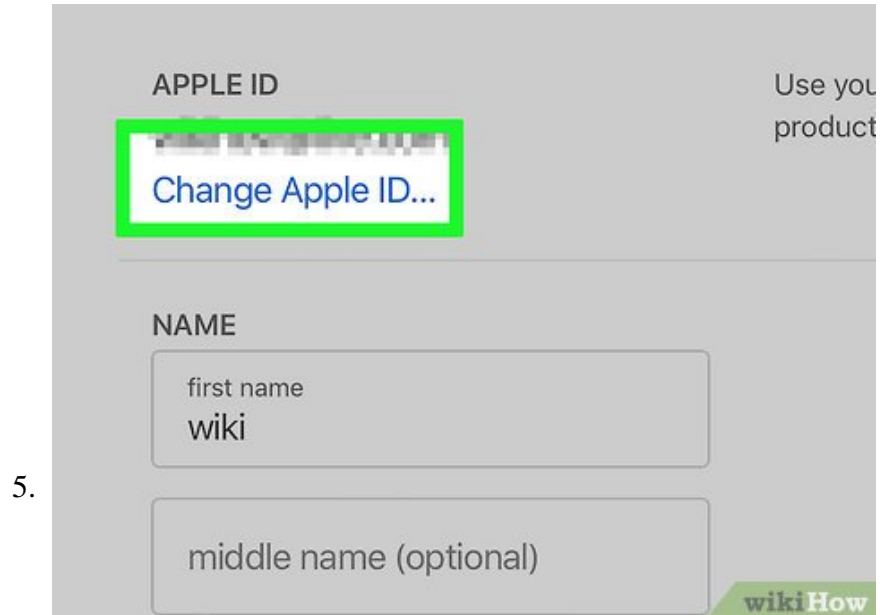 APPLE ID
Change Apple ID...
Use you
product
NAME
first name
wiki
5.
middle name (optional)
wikiHow